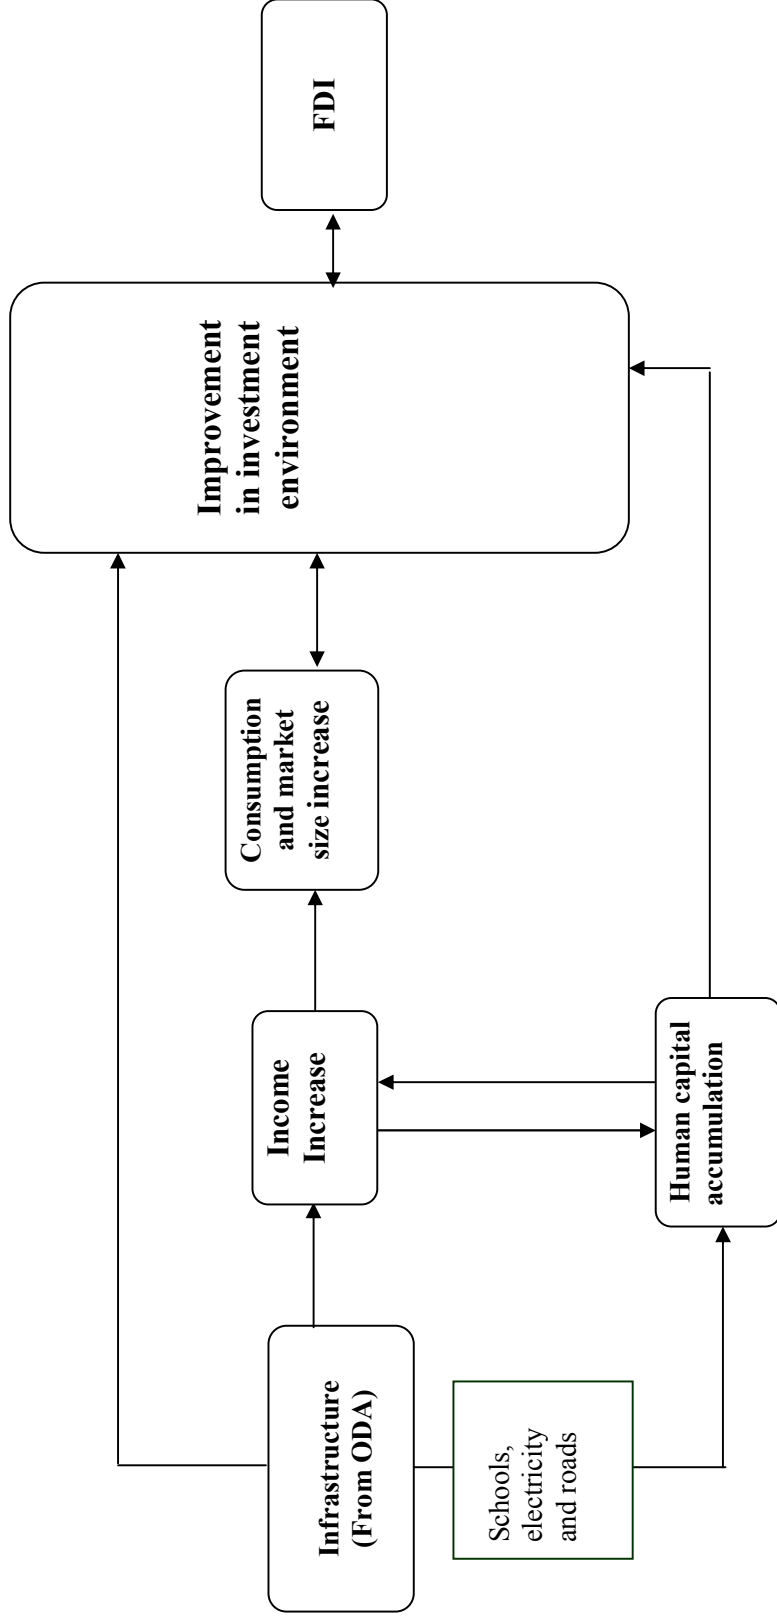 Infrastructure
(From ODA)
Schools,
electricity
and roads
Income
Increase
Human capital
accumulation
Consumption
and market
size increase
Improvement
in investment
environment
FDI